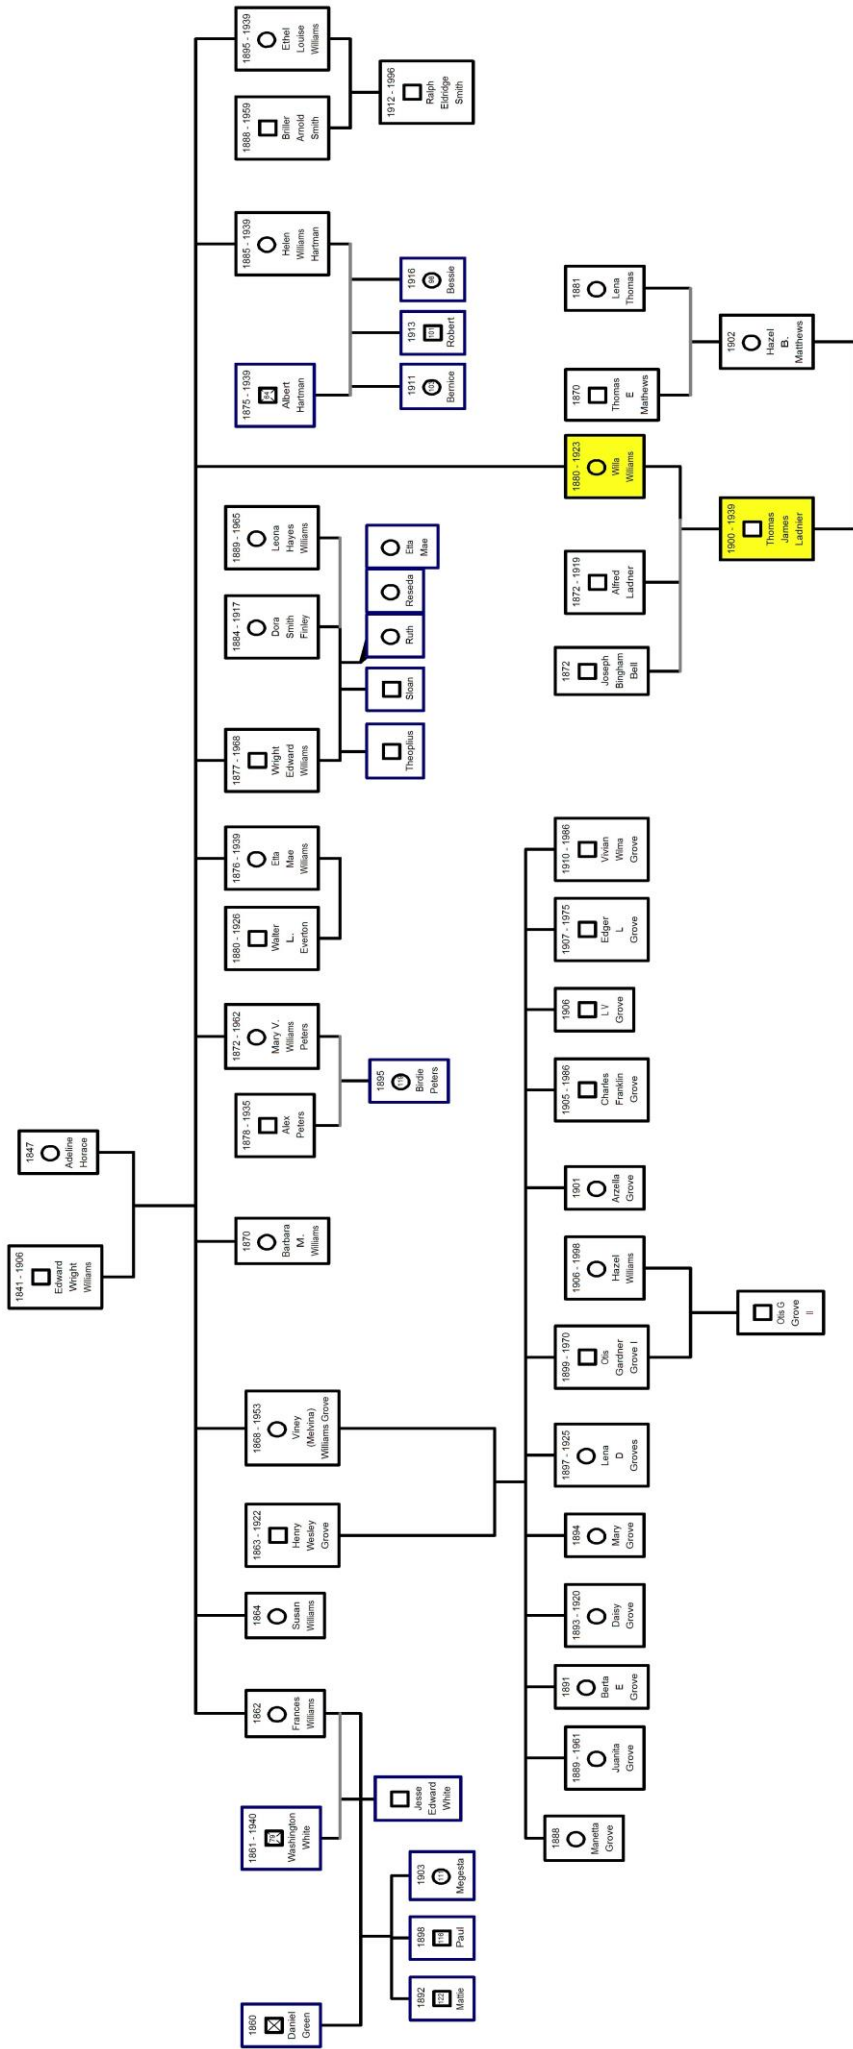 1841 - 1906
Edward
Wright
Williams
1847
Adeline
Horace
1860
Daniel
Green
1861 - 1940
79
Washington
White
1862
Frances
Williams
1864
Susan
Williams
1863 - 1922
Henry
Wesley
Grove
1868 - 1953
Viney
(Melvina)
Williams Grove
1870
Barbara
M.
Williams
1878 - 1935
Alex
Peters
1872 - 1962
Mary V.
Williams
Peters
1880 - 1926
Walter
L.
Everton
1876 - 1939
Etta
Mae
Williams
1877 - 1968
Wright
Edward
Williams
1884 - 1917
Dora
Smith
Finley
1889 - 1965
Leona
Hayes
Williams
1875 - 1939
64
Albert
Hartman
1885 - 1939
Helen
Williams
Hartman
1888 - 1959
Briller
Arnold
Smith
1895 - 1939
Ethel
Louise
Williams
1892
122
Mattie
1898
116
Paul
1903
111
Megesta
Jesse
Edward
White
1895
119
Birdie
Peters
Theoplius
Sloan
Ruth
Reseda
Etta
Mae
1911
103
Bernice
1913
101
Robert
1916
98
Bessie
1912 - 1996
Ralph
Eldridge
Smith
1888
Manetta
Grove
1889 - 1961
Juanita
Grove
1891
Berta
E
Grove
1893 - 1920
Daisy
Grove
1894
Mary
Grove
1897 - 1925
Lena
D
Groves
1899 - 1970
Otis
Gardner
Grove I
1906 - 1998
Hazel
Williams
1901
Arzella
Grove
1905 - 1986
Charles
Franklin
Grove
1906
L V
Grove
1907 - 1975
Edger
L
Grove
1910 - 1986
Vivian
Wilma
Grove
1872
Joseph
Bingham
Bell
1872 - 1919
Alfred
Ladner
1880 - 1923
Willa
Williams
1870
Thomas
E
Mathews
1881
Lena
Thomas
Otis G
Grove
II
1900 - 1939
Thomas
James
Ladnier
1902
Hazel
B.
Matthews